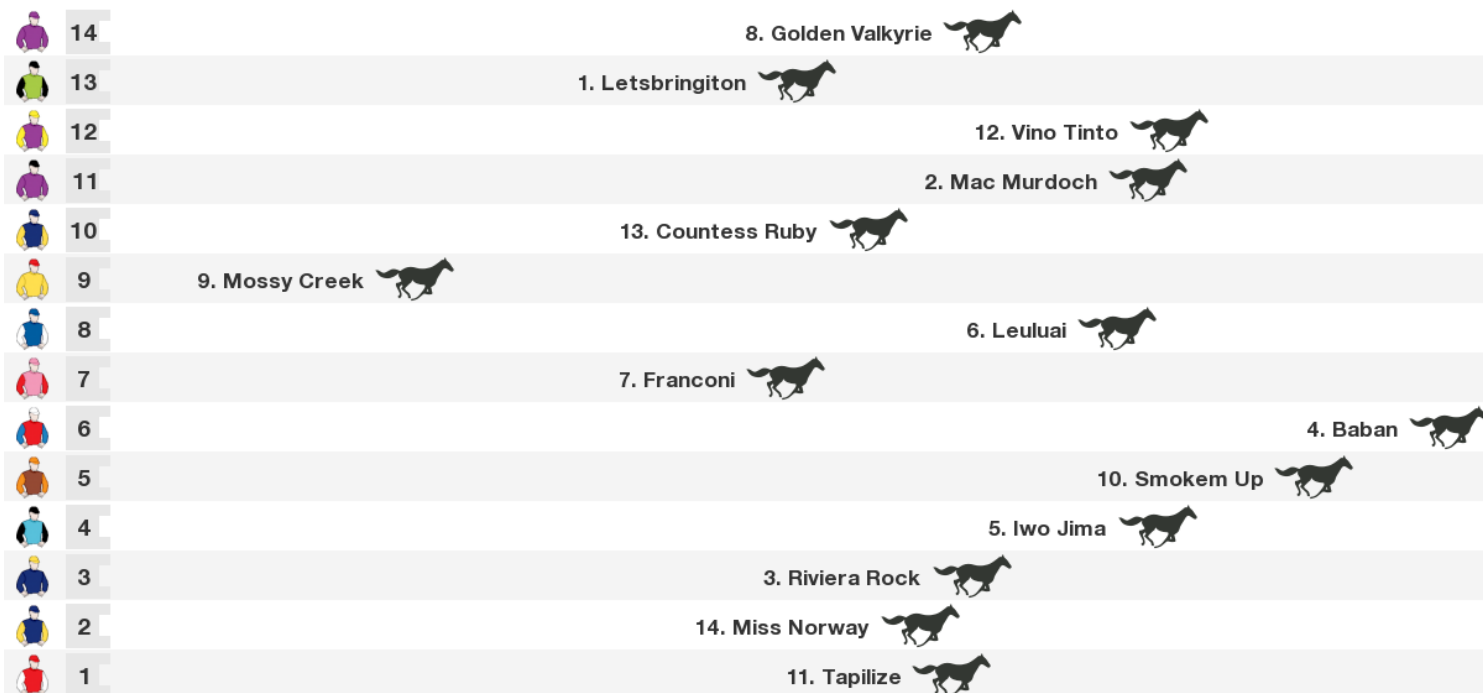 14 8. Golden Valkyrie
13 1. Letsbringiton
12 12. Vino Tinto
11 2. Mac Murdoch
10 13. Countess Ruby
9 9. Mossy Creek
8 6. Leuluai
7 7. Franconi
6 4. Baban
5 10. Smokem Up
4 5. Iwo Jima
3 3. Riviera Rock
2 14. Miss Norway
1 11. Tapilize